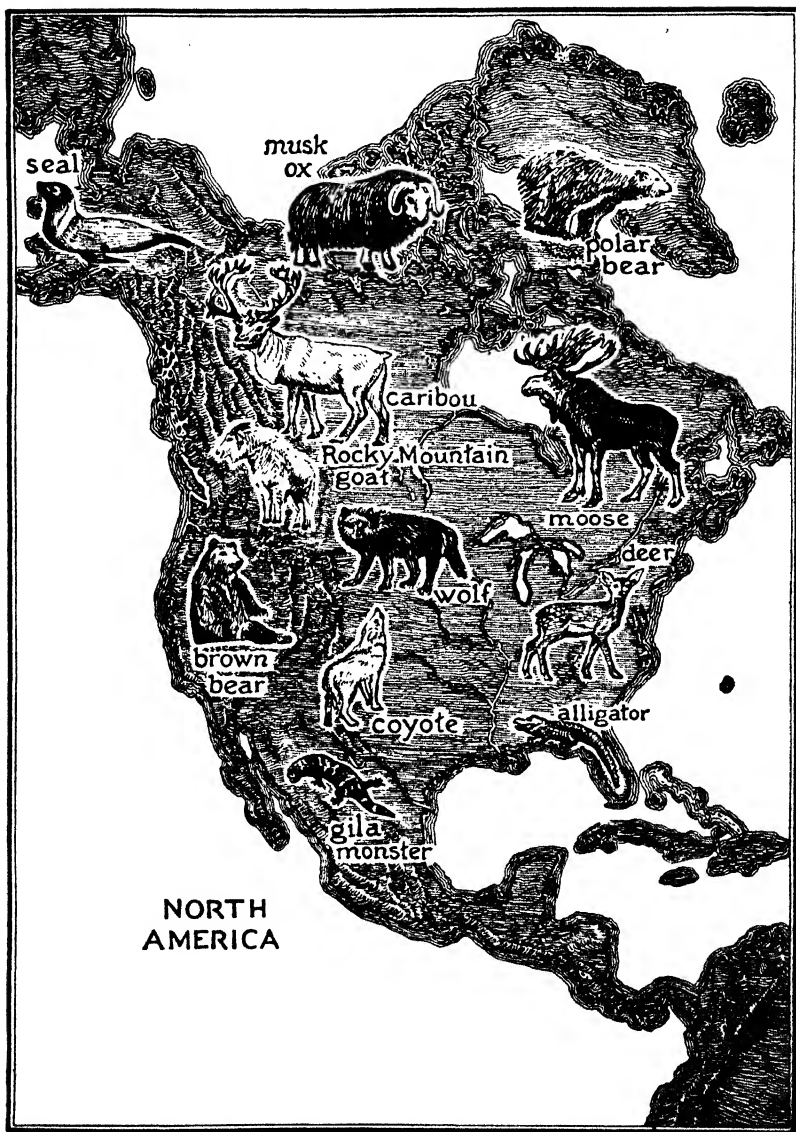 musk
ox
seal
polar
bear
caribou
Rocky Mountain
goat
moose
deer
wolf
brown
bear
coyote
alligator
gila
monster
NORTH
AMERICA